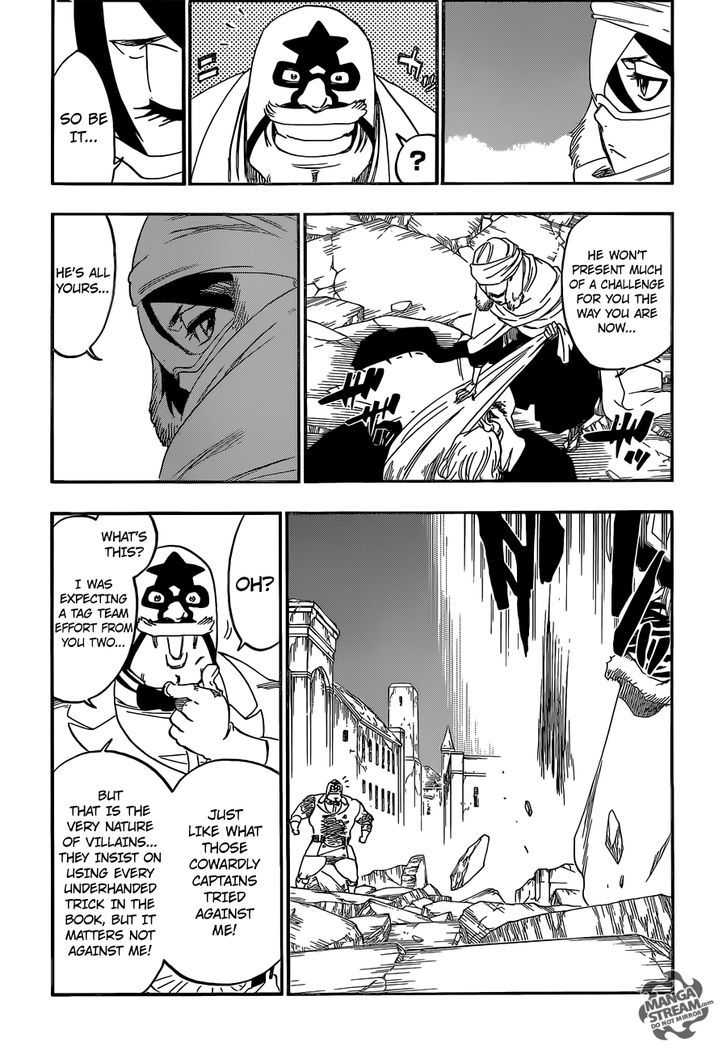 ?
SO BE
IT...
HE WON'T
PRESENT MUCH
OF A CHALLENGE
FOR YOU THE
WAY YOU ARE
NOW...
HE'S ALL
YOURS...
OH?
WHAT'S
THIS?
I WAS
EXPECTING
A TAG TEAM
EFFORT FROM
YOU TWO...
JUST
LIKE WHAT
THOSE
COWARDLY
CAPTAINS
TRIED
AGAINST
ME!
BUT
THAT IS THE
VERY NATURE
OF VILLAINS...
THEY INSIST ON
USING EVERY
UNDERHANDED
TRICK IN THE
BOOK, BUT IT
MATTERS NOT
AGAINST ME!
MANGA
STREAM.com
DO NOT MIRROR